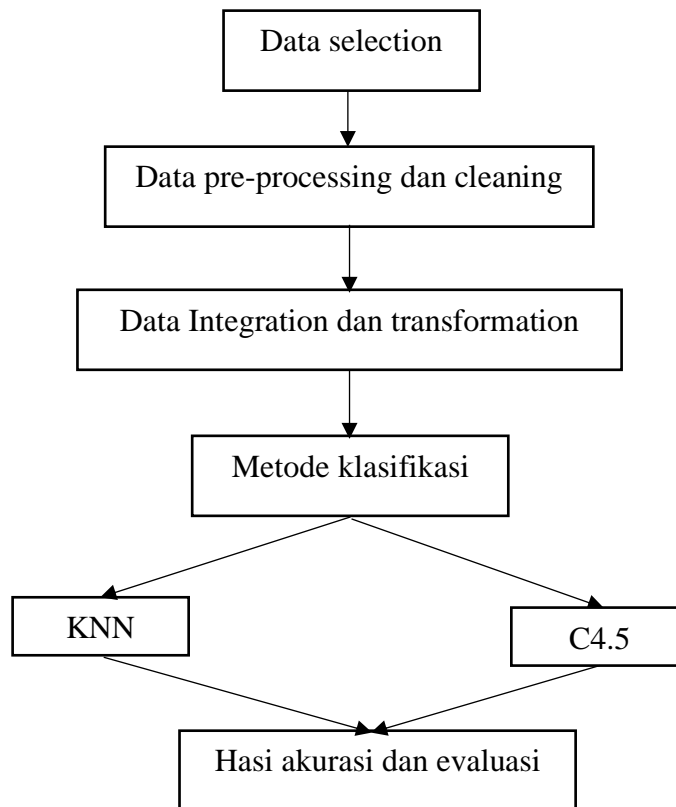 Data selection
Data pre-processing dan cleaning
Data Integration dan transformation
Metode klasifikasi
KNN
C4.5
Hasi akurasi dan evaluasi